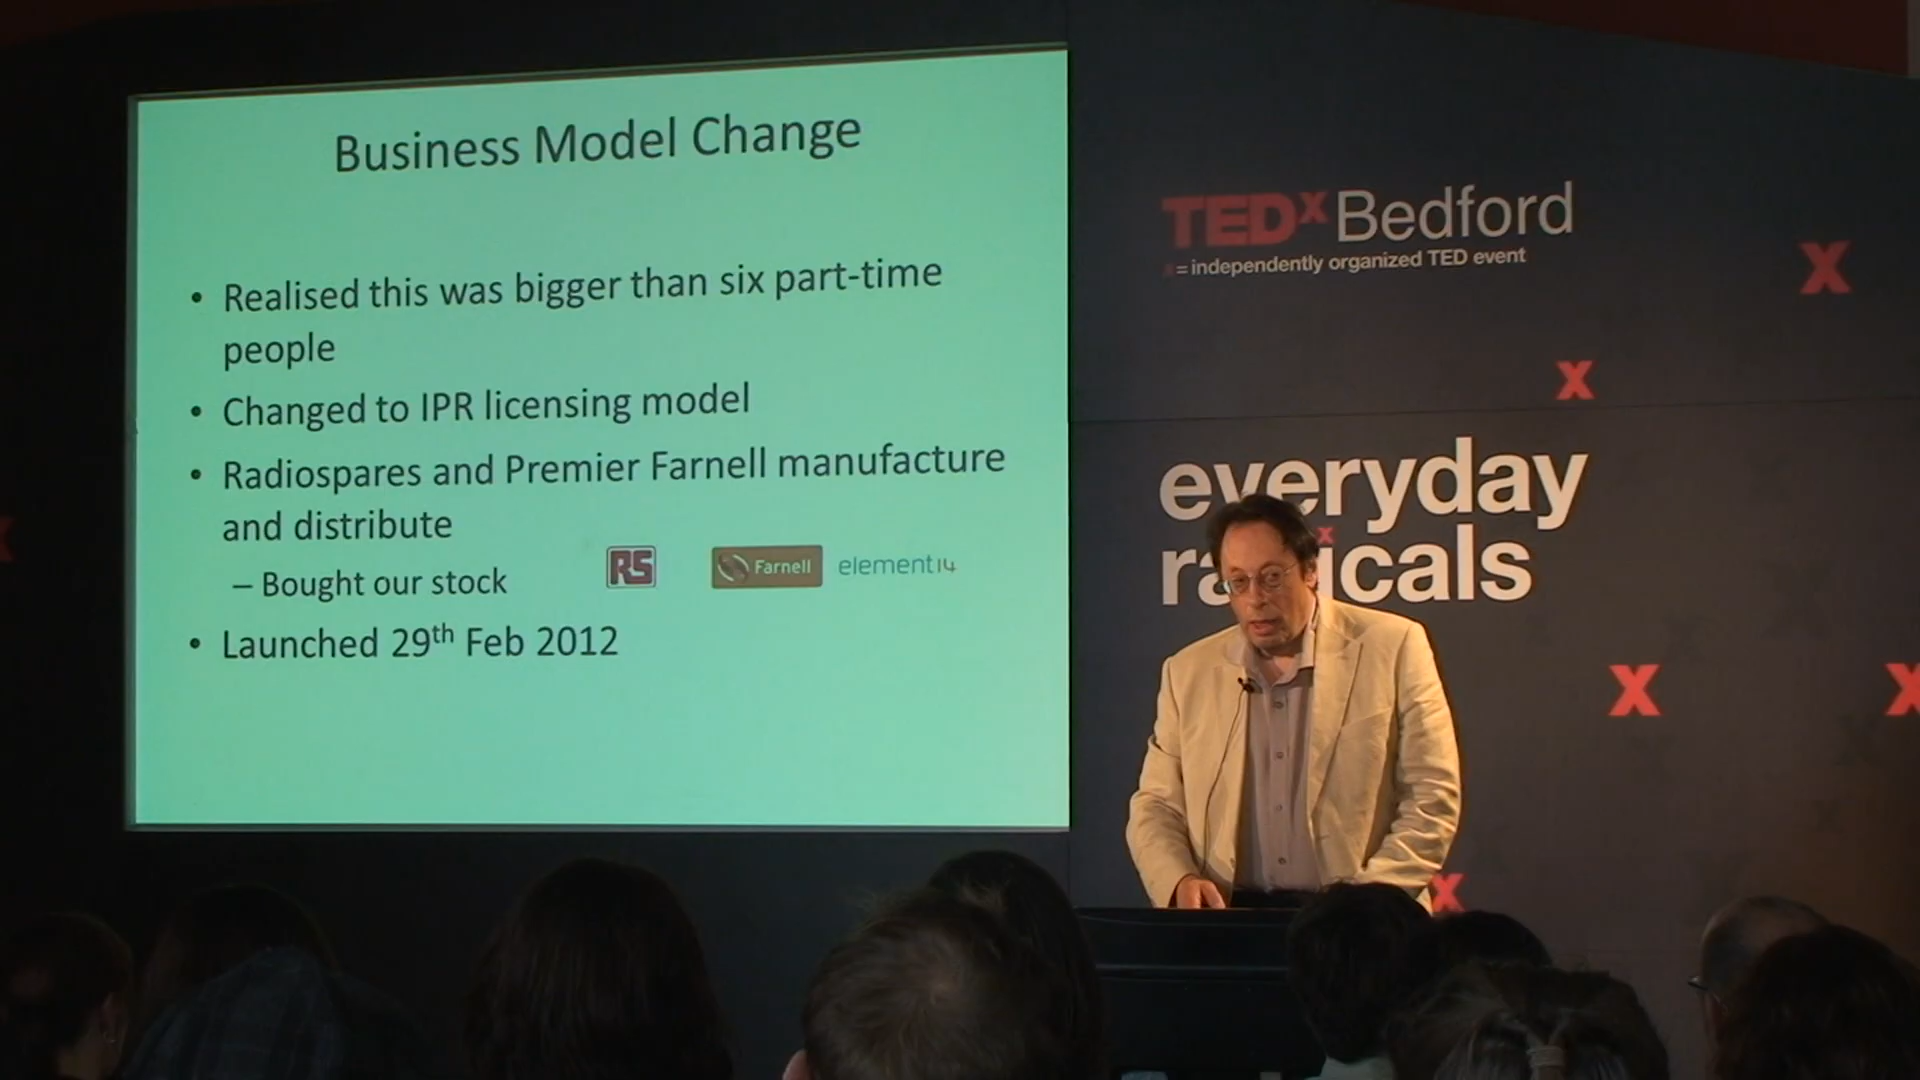 Business Model Change
• Realised this was bigger than six part-time
people
• Changed to IPR licensing model
• Radiospares and Premier Farnell manufacture
and distribute
– Bought our stock
RS
Farnell
element14
• Launched 29th Feb 2012
TEDx Bedford
x = independently organized TED event
everyday